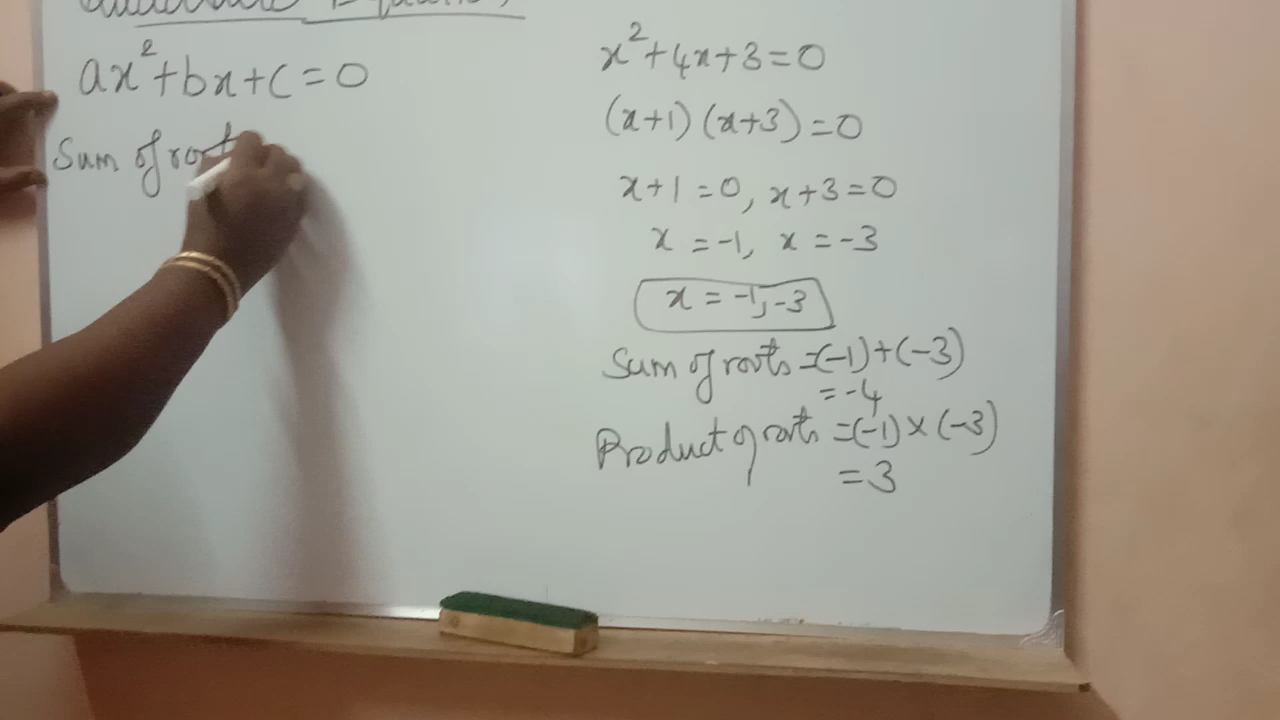 ax²+bx+c=0
Sum of
x²+4x+3=0
(x+1)(x+3)=0
x+1=0, x+3=0
x=-1, x=-3
x=-1,-3
Sum of roots=(-1)+(-3)
=-4
Product of roots=(-1)×(-3)
=3